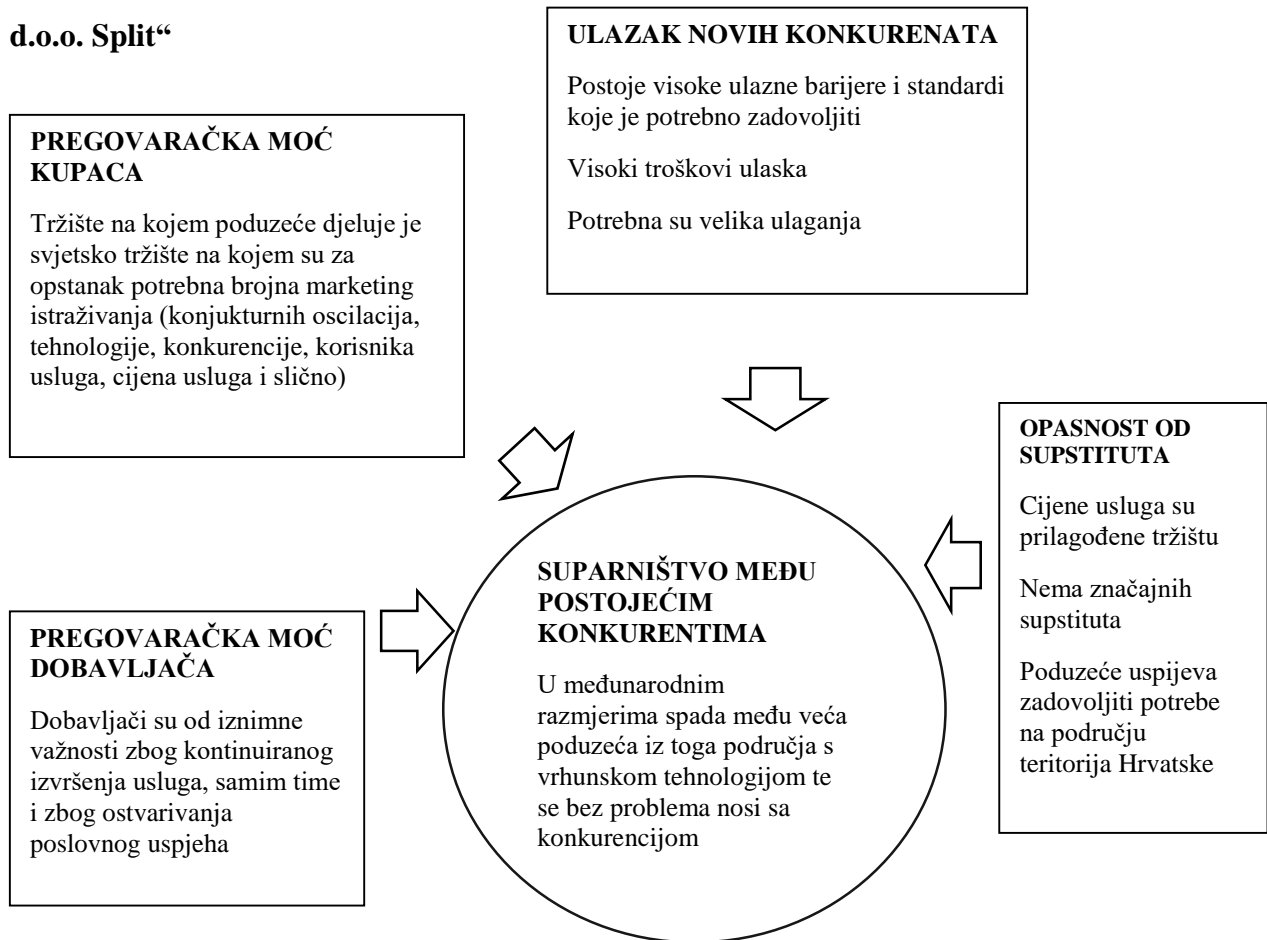 d.o.o. Split“
ULAZAK NOVIH KONKURENATA
Postoje visoke ulazne barijere i standardi
koje je potrebno zadovoljiti
Visoki troškovi ulaska
Potrebna su velika ulaganja
PREGOVARAČKA MOĆ
KUPACA
Tržište na kojem poduzeće djeluje je
svjetsko tržište na kojem su za
opstanak potrebna brojna marketing
istraživanja (konjukturnih oscilacija,
tehnologije, konkurencije, korisnika
usluga, cijena usluga i slično)
OPASNOST OD
SUPSTITUTA
Cijene usluga su
prilagođene tržištu
Nema značajnih
supstituta
Poduzeće uspijeva
zadovoljiti potrebe
na području
teritorija Hrvatske
SUPARNIŠTVO MEĐU
POSTOJEĆIM
KONKURENTIMA
U međunarodnim
razmjerima spada među veća
poduzeća iz toga područja s
vrhunskom tehnologijom te
se bez problema nosi sa
konkurencijom
PREGOVARAČKA MOĆ
DOBAVLJAČA
Dobavljači su od iznimne
važnosti zbog kontinuiranog
izvršenja usluga, samim time
i zbog ostvarivanja
poslovnog uspjeha